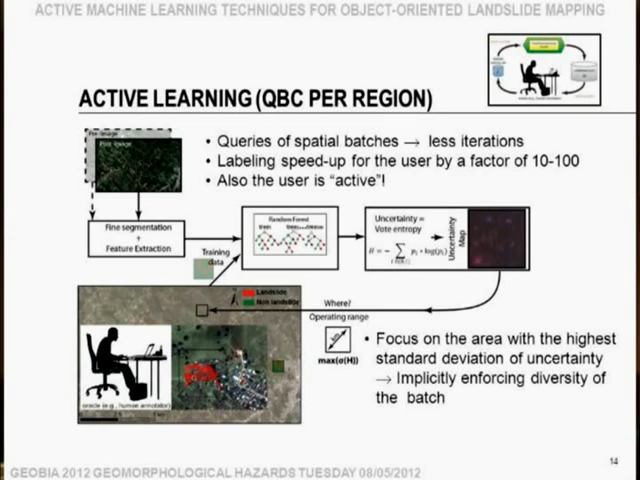 ACTIVE MACHINE LEARNING TECHNIQUES FOR OBJECT-ORIENTED LANDSLIDE MAPPING
ACTIVE LEARNING (QBC PER REGION)
Pre-image
Post-image
• Queries of spatial batches → less iterations
• Labeling speed-up for the user by a factor of 10-100
• Also the user is "active"!
Fine segmentation
+
Feature Extraction
Random Forest
Uncertainty =
Vote entropy
Uncertainty
Map
Training
data
Landslide
Non landslide
Where?
Operating range
max(σ(H))
• Focus on the area with the highest
standard deviation of uncertainty
→ Implicitly enforcing diversity of
the batch
oracle (e.g., human annotator)
14
GEOBIA 2012 GEOMORPHOLOGICAL HAZARDS TUESDAY 08/05/2012